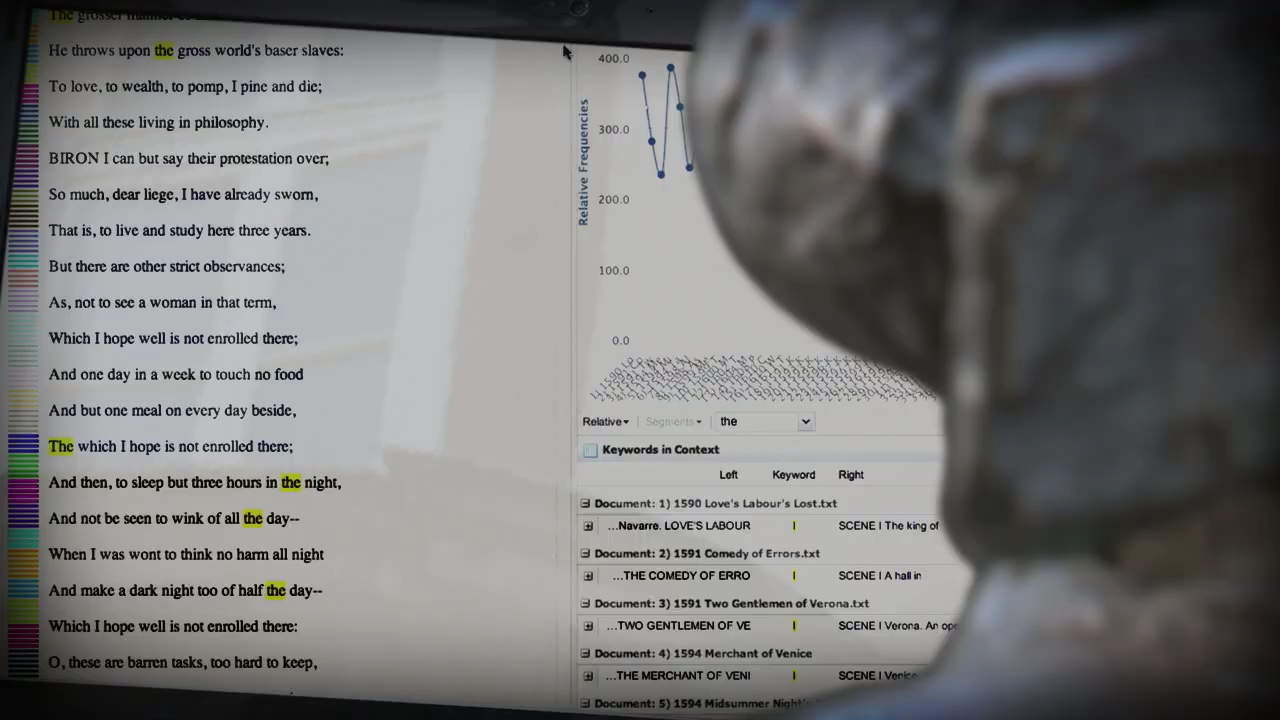 The grosser manner of
He throws upon the gross world's baser slaves:
To love, to wealth, to pomp, I pine and die;
With all these living in philosophy.
BIRON I can but say their protestation over;
So much, dear liege, I have already sworn,
That is, to live and study here three years.
But there are other strict observances;
As, not to see a woman in that term,
Which I hope well is not enrolled there;
And one day in a week to touch no food
And but one meal on every day beside,
The which I hope is not enrolled there;
And then, to sleep but three hours in the night,
And not be seen to wink of all the day--
When I was wont to think no harm all night
And make a dark night too of half the day--
Which I hope well is not enrolled there:
O, these are barren tasks, too hard to keep,
Relative Frequencies
400.0
300.0
200.0
100.0
0.0
Relative Segments the
Keywords in Context
Left Keyword Right
Document: 1) 1590 Love's Labour's Lost.txt
...Navarre. LOVE'S LABOUR I SCENE I The king of
Document: 2) 1591 Comedy of Errors.txt
...THE COMEDY OF ERRO I SCENE I A hall in
Document: 3) 1591 Two Gentlemen of Verona.txt
...TWO GENTLEMEN OF VE I SCENE I Verona. An ope
Document: 4) 1594 Merchant of Venice
...THE MERCHANT OF VENI I SCENE I Venice
Document: 5) 1594 Midsummer Night's